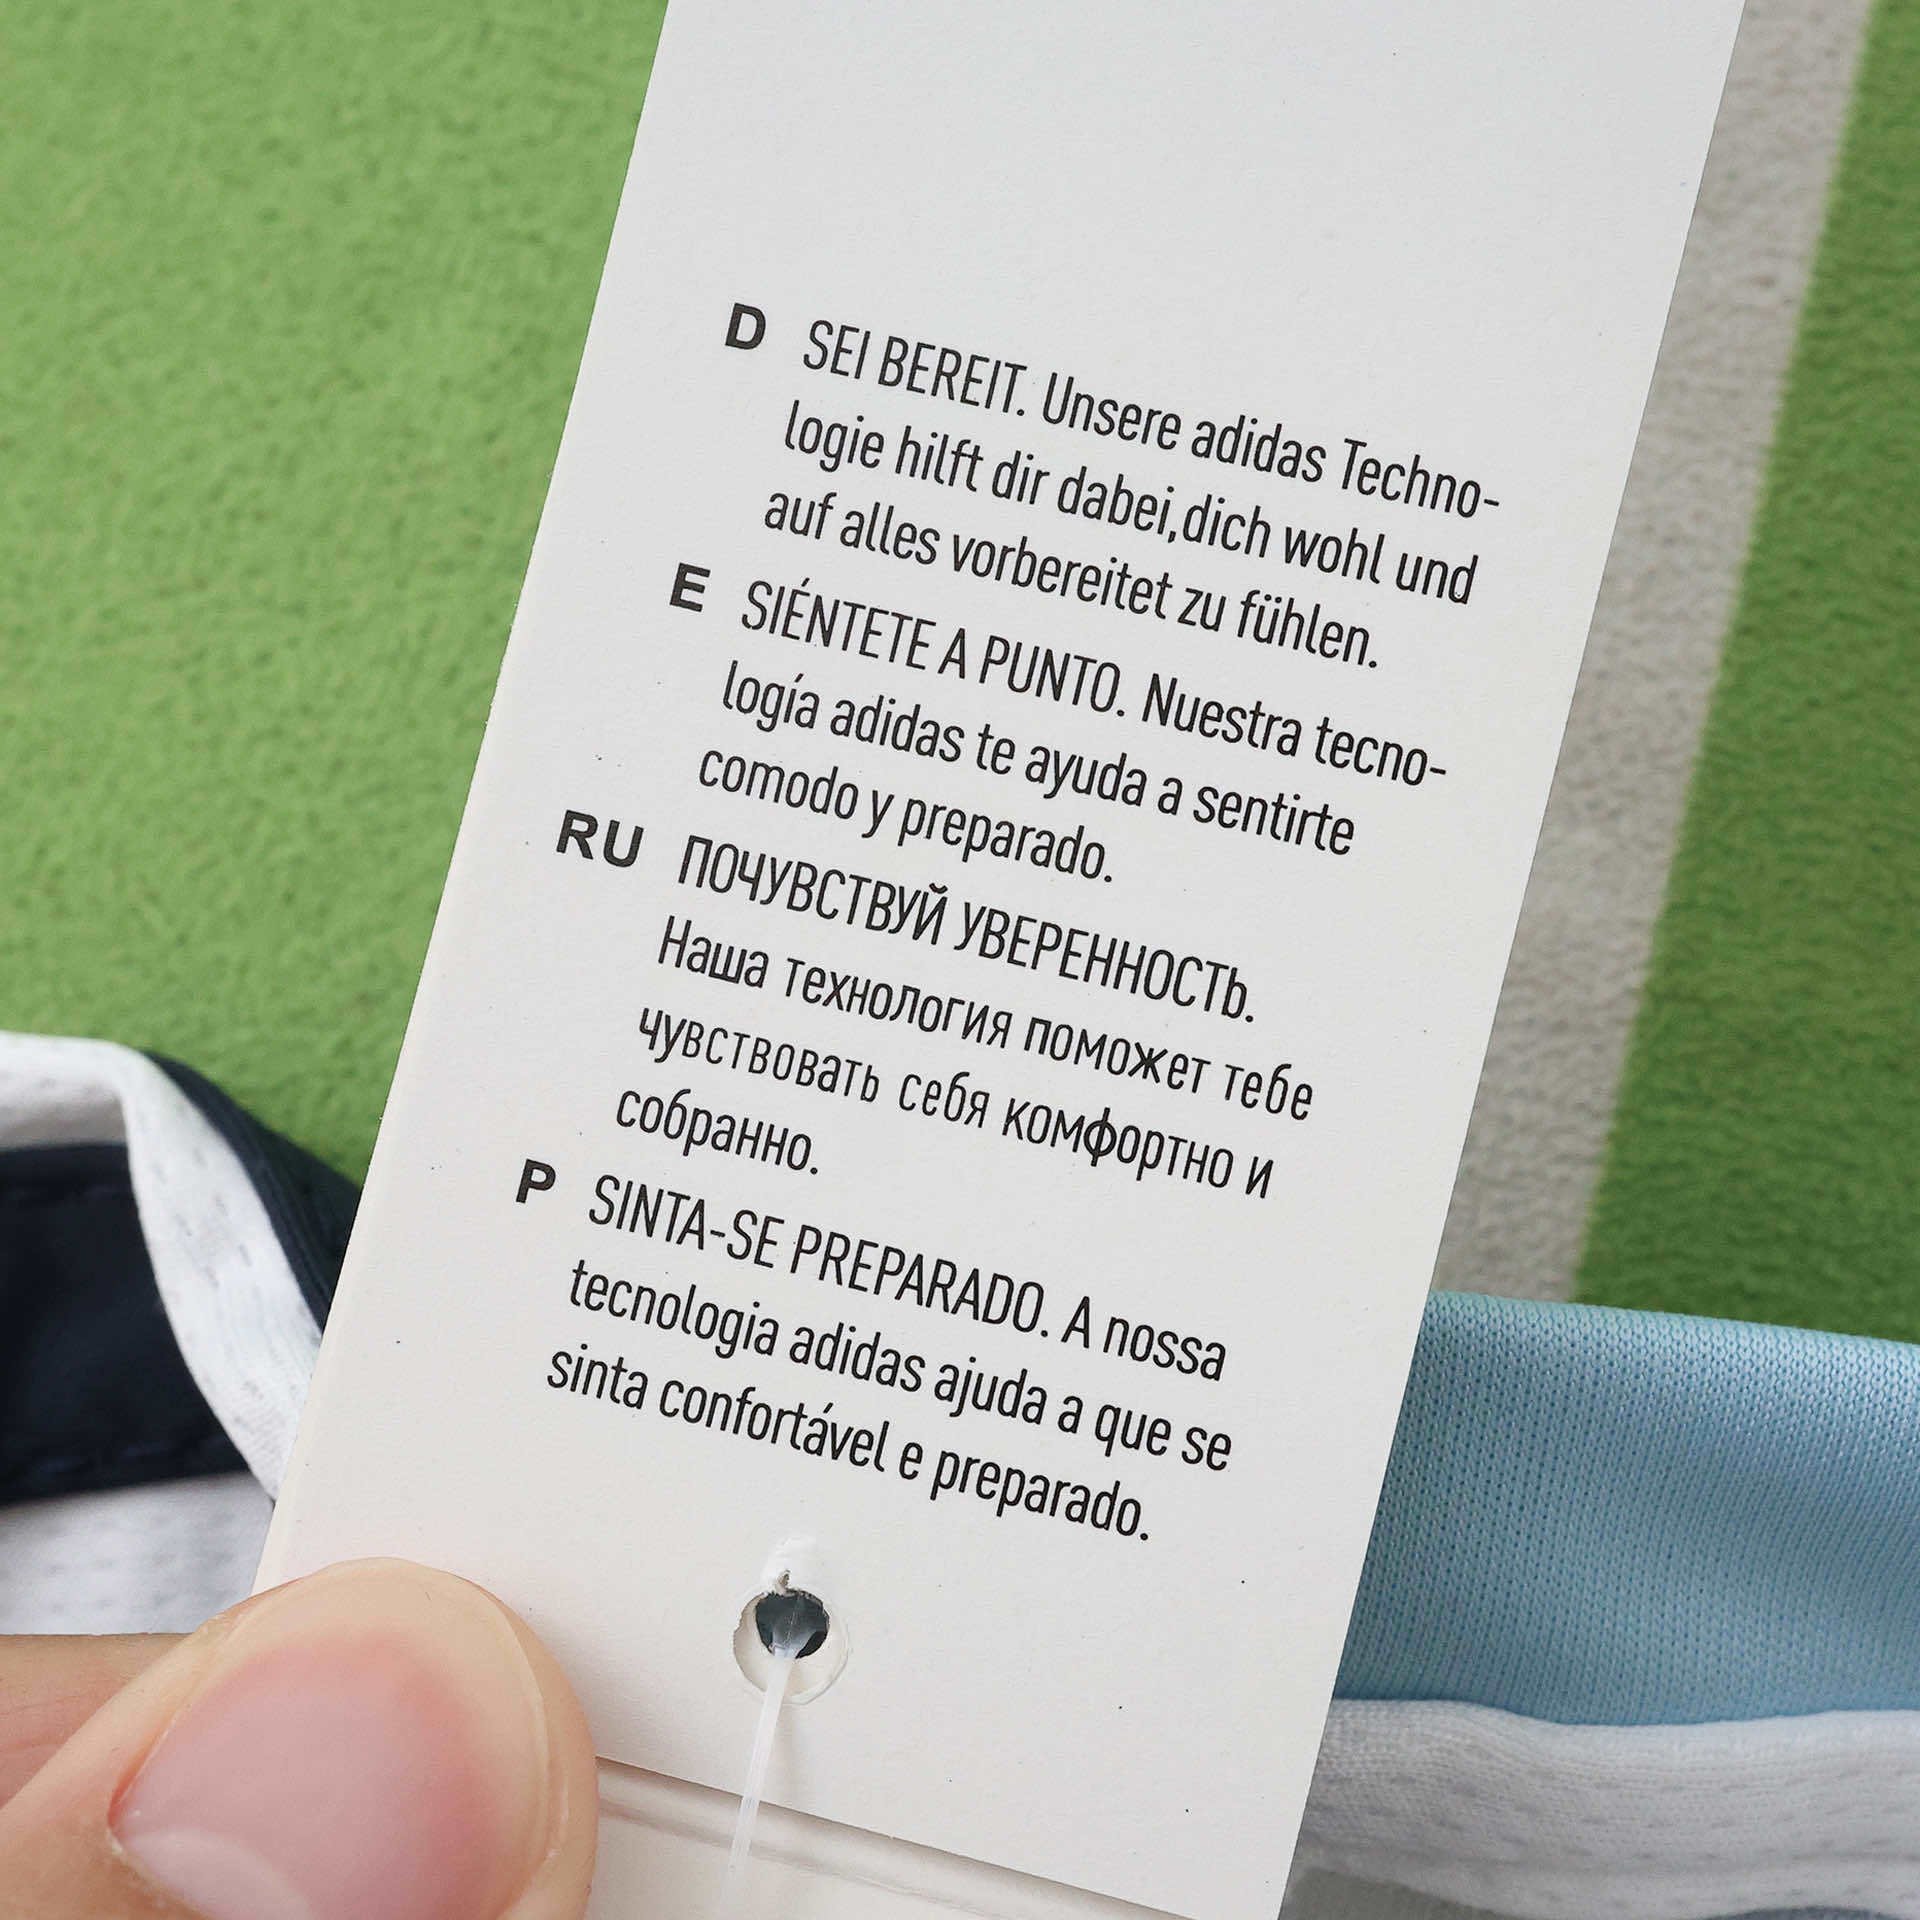 D SEI BEREIT. Unsere adidas Techno-
logie hilft dir dabei,dich wohl und
auf alles vorbereitet zu fühlen.
E SIÉNTETE A PUNTO. Nuestra tecno-
logía adidas te ayuda a sentirte
comodo y preparado.
RU ПОЧУВСТВУЙ УВЕРЕННОСТЬ.
Наша технология поможет тебе
чувствовать себя комфортно и
собранно.
P SINTA-SE PREPARADO. A nossa
tecnologia adidas ajuda a que se
sinta confortável e preparado.